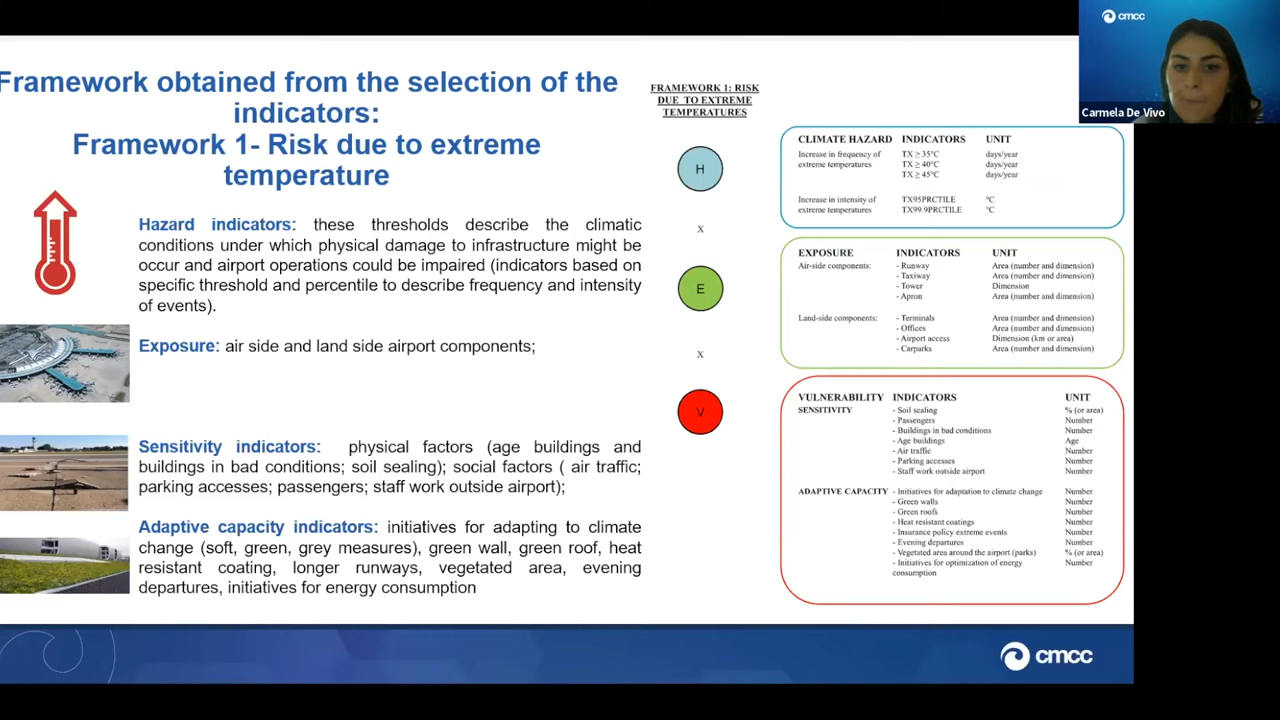 cmcc
Carmela De Vivo
Framework obtained from the selection of the
indicators:
Framework 1- Risk due to extreme
temperature
Hazard indicators: these thresholds describe the climatic
conditions under which physical damage to infrastructure might be
occur and airport operations could be impaired (indicators based on
specific threshold and percentile to describe frequency and intensity
of events).
Exposure: air side and land side airport components;
Sensitivity indicators: physical factors (age buildings and
buildings in bad conditions; soil sealing); social factors ( air traffic;
parking accesses; passengers; staff work outside airport);
Adaptive capacity indicators: initiatives for adapting to climate
change (soft, green, grey measures), green wall, green roof, heat
resistant coating, longer runways, vegetated area, evening
departures, initiatives for energy consumption
FRAMEWORK 1: RISK
DUE TO EXTREME
TEMPERATURES
H
X
E
X
V
CLIMATE HAZARD INDICATORS UNIT
Increase in frequency of TX ≥ 35°C days/year
extreme temperatures TX ≥ 40°C days/year
TX ≥ 45°C days/year
Increase in intensity of TX95PRCTILE °C
extreme temperatures TX99.9PRCTILE °C
EXPOSURE INDICATORS UNIT
Air-side components: - Runway Area (number and dimension)
- Taxiway Area (number and dimension)
- Tower Dimension
- Apron Area (number and dimension)
Land-side components: - Terminals Area (number and dimension)
- Offices Area (number and dimension)
- Airport access Dimension (km or area)
- Carparks Area (number and dimension)
VULNERABILITY INDICATORS UNIT
SENSITIVITY - Soil sealing % (or area)
- Passengers Number
- Buildings in bad conditions Number
- Age buildings Age
- Air traffic Number
- Parking accesses Number
- Staff work outside airport Number
ADAPTIVE CAPACITY - Initiatives for adaptation to climate change Number
- Green walls Number
- Green roofs Number
- Heat resistant coatings Number
- Insurance policy extreme events Number
- Evening departures Number
- Vegetated area around the airport (parks) % (or area)
- Initiatives for optimization of energy Number
consumption
cmcc